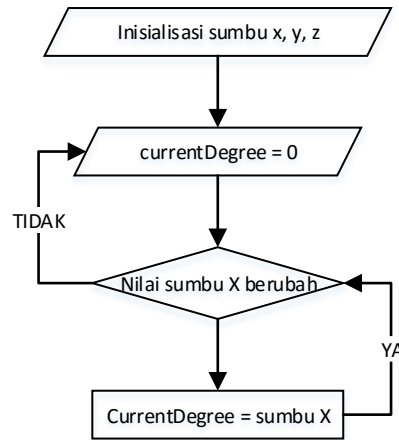 Inisialisasi sumbu x, y, z
currentDegree = 0
TIDAK
Nilai sumbu X berubah
YA
CurrentDegree = sumbu X